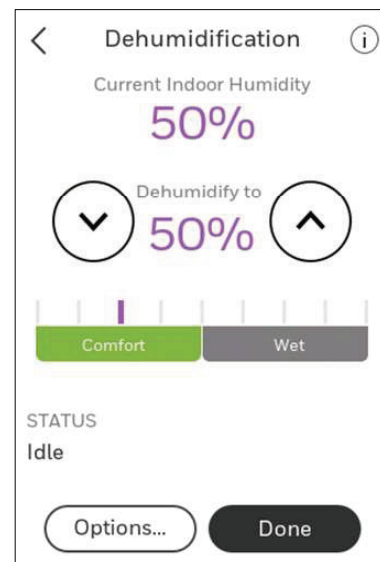 Dehumidification
Current Indoor Humidity
50%
Dehumidify to
50%
Comfort Wet
STATUS
Idle
Options... Done